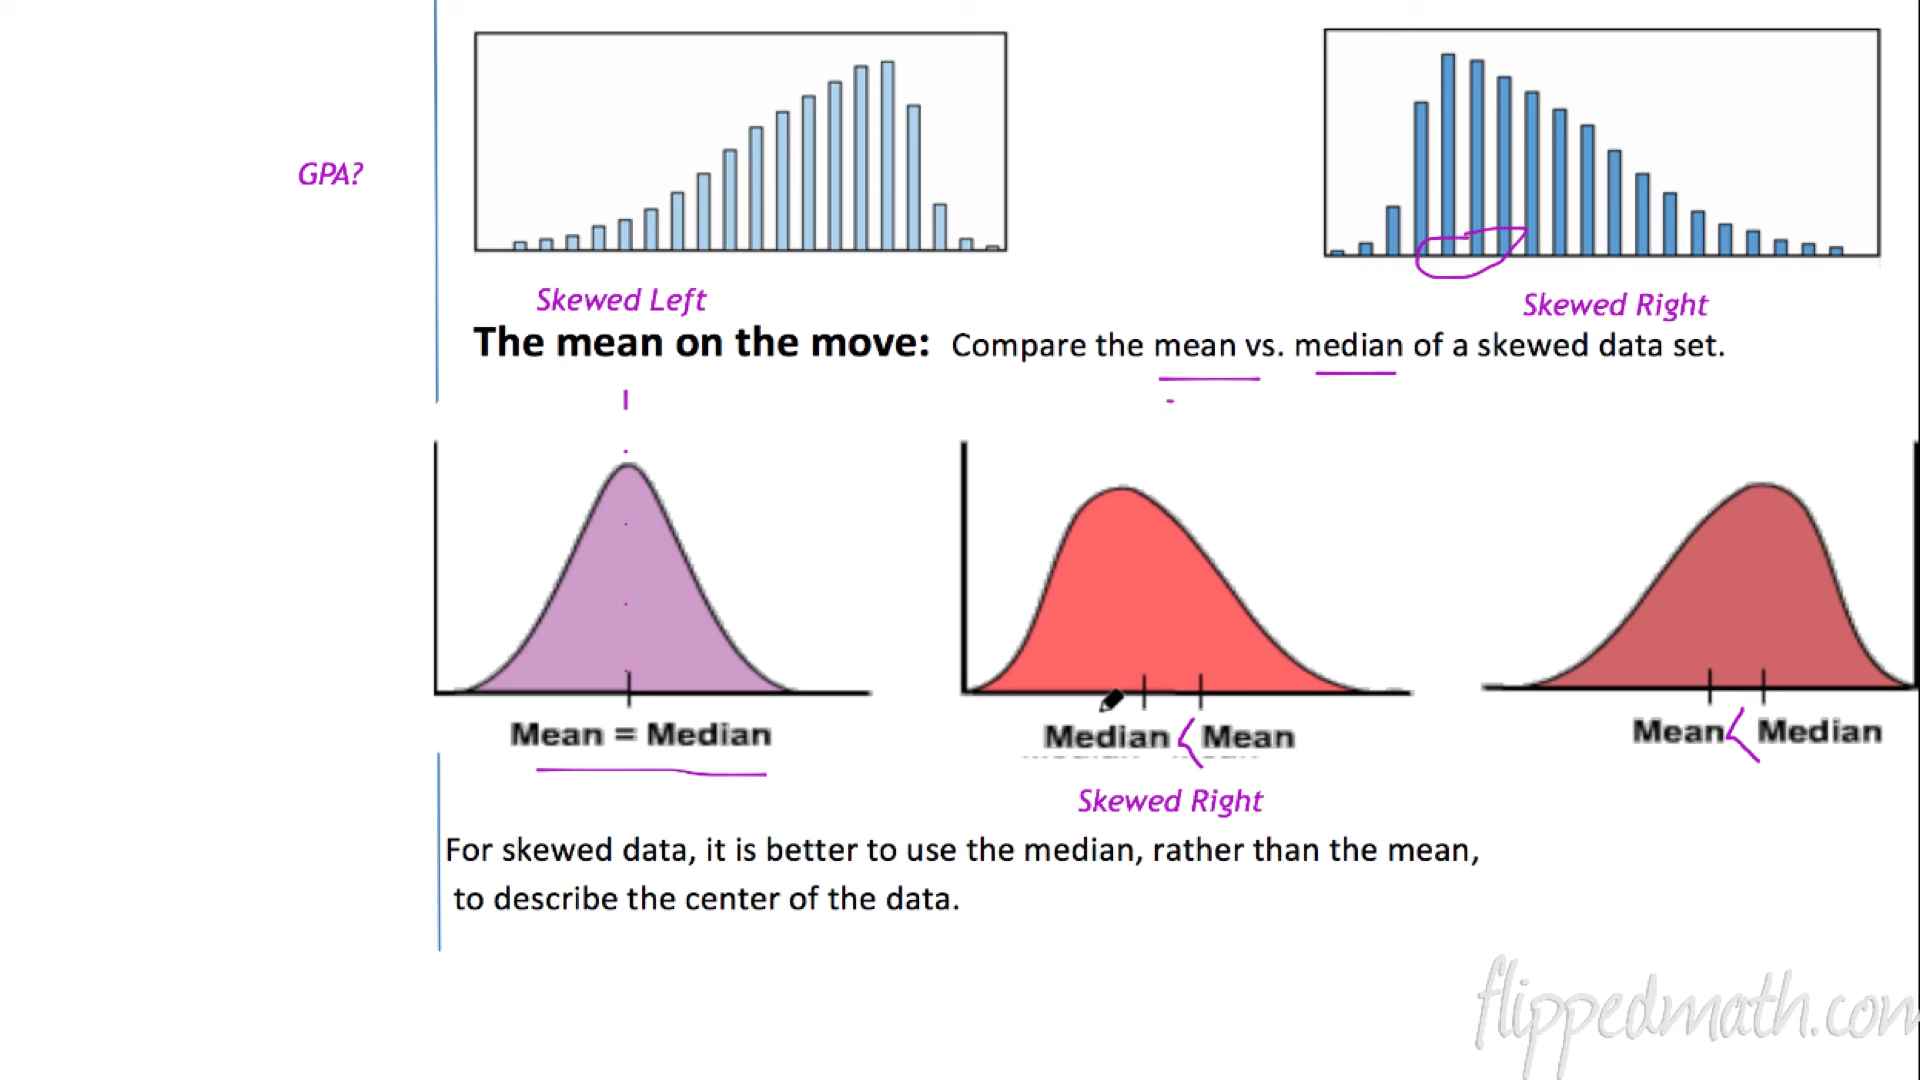 GPA?
Skewed Left
Skewed Right
The mean on the move: Compare the mean vs. median of a skewed data set.
Mean = Median
Median < Mean
Mean < Median
Skewed Right
For skewed data, it is better to use the median, rather than the mean,
to describe the center of the data.
flippedmath.com